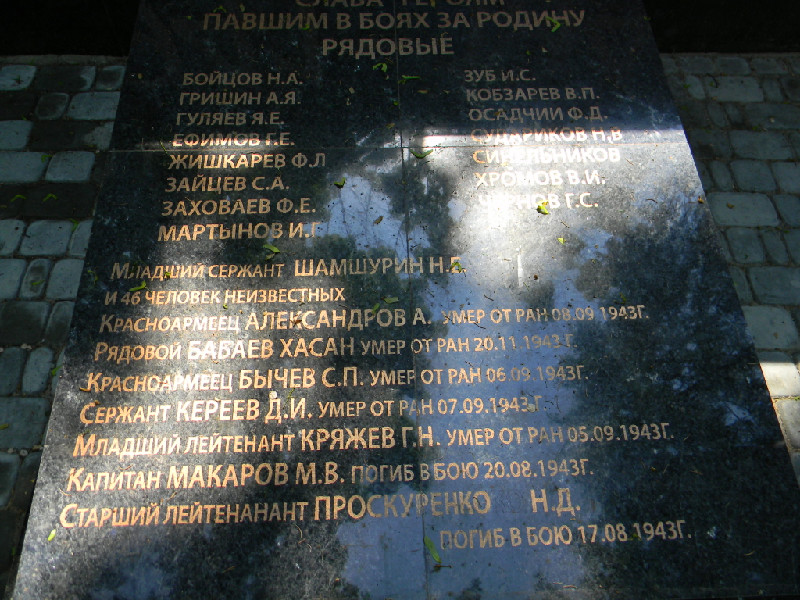 СЛАВА ГЕРОЯМ
ПАВШИМ В БОЯХ ЗА РОДИНУ
РЯДОВЫЕ
БОЙЦОВ Н.А.
ГРИШИН А.Я.
ГУЛЯЕВ Я.Е.
ЕФИМОВ Г.Е.
ЖИШКАРЕВ Ф.Л
ЗАЙЦЕВ С.А.
ЗАХОВАЕВ Ф.Е.
МАРТЫНОВ И.Г
ЗУБ И.С.
КОБЗАРЕВ В.П.
ОСАДЧИЙ Ф.Д.
СУДАРИКОВ Н.В
СИНЕЛЬНИКОВ
ХРОМОВ В.И.
ЧЕРНОВ Г.С.
МЛАДШИЙ СЕРЖАНТ ШАМШУРИН Н.Е.
И 46 ЧЕЛОВЕК НЕИЗВЕСТНЫХ
КРАСНОАРМЕЕЦ АЛЕКСАНДРОВ А. УМЕР ОТ РАН 08.09 1943Г.
РЯДОВОЙ БАБАЕВ ХАСАН УМЕР ОТ РАН 20.11.1943.Г.
КРАСНОАРМЕЕЦ БЫЧЕВ С.П. УМЕР ОТ РАН 06.09.1943Г.
СЕРЖАНТ КЕРЕЕВ Д.И. УМЕР ОТ РАН 07.09.1943.Г
МЛАДШИЙ ЛЕЙТЕНАНТ КРЯЖЕВ Г.Н. УМЕР ОТ РАН 05.09.1943Г.
КАПИТАН МАКАРОВ М.В. ПОГИБ В БОЮ 20.08.1943Г.
СТАРШИЙ ЛЕЙТЕНАНАНТ ПРОСКУРЕНКО Н.Д.
ПОГИБ В БОЮ 17.08.1943Г.